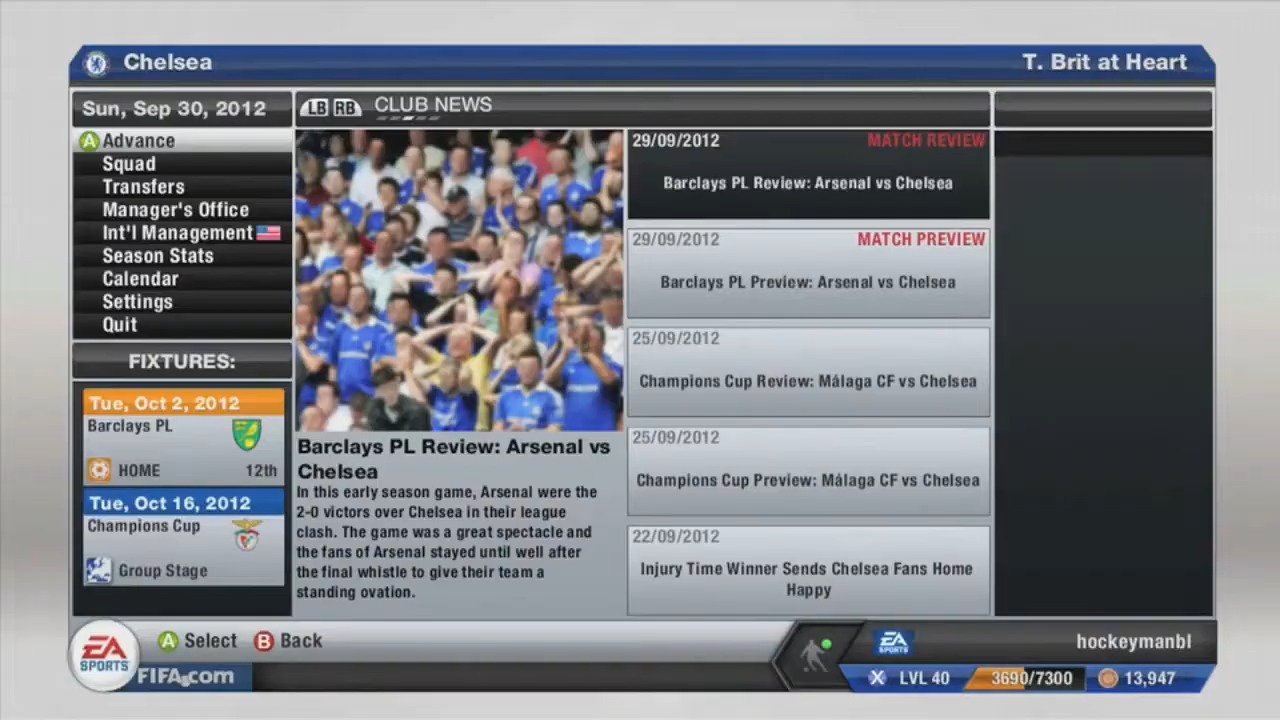 Chelsea
T. Brit at Heart
Sun, Sep 30, 2012
LB RB CLUB NEWS
A Advance
Squad
Transfers
Manager's Office
Int'l Management
Season Stats
Calendar
Settings
Quit
FIXTURES:
Tue, Oct 2, 2012
Barclays PL
HOME 12th
Tue, Oct 16, 2012
Champions Cup
Group Stage
Barclays PL Review: Arsenal vs
Chelsea
In this early season game, Arsenal were the
2-0 victors over Chelsea in their league
clash. The game was a great spectacle and
the fans of Arsenal stayed until well after
the final whistle to give their team a
standing ovation.
29/09/2012 MATCH REVIEW
Barclays PL Review: Arsenal vs Chelsea
29/09/2012 MATCH PREVIEW
Barclays PL Preview: Arsenal vs Chelsea
25/09/2012
Champions Cup Review: Málaga CF vs Chelsea
25/09/2012
Champions Cup Preview: Málaga CF vs Chelsea
22/09/2012
Injury Time Winner Sends Chelsea Fans Home
Happy
EA
SPORTS
A Select B Back
FIFA.com
EA
SPORTS
hockeymanbl
X LVL 40 3690/7300 13,947